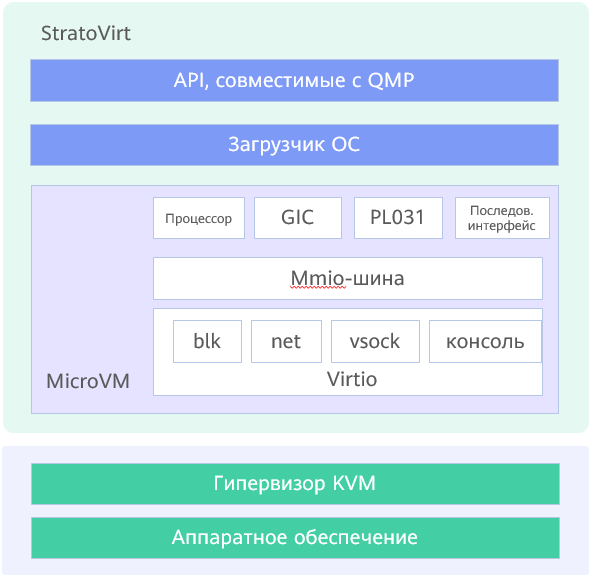 StratoVirt
API, совместимые с QMP
Загрузчик ОС
Процессор
GIC
PL031
Последов.
интерфейс
Mmio-шина
blk
net
vsock
консоль
Virtio
MicroVM
Гипервизор KVM
Аппаратное обеспечение